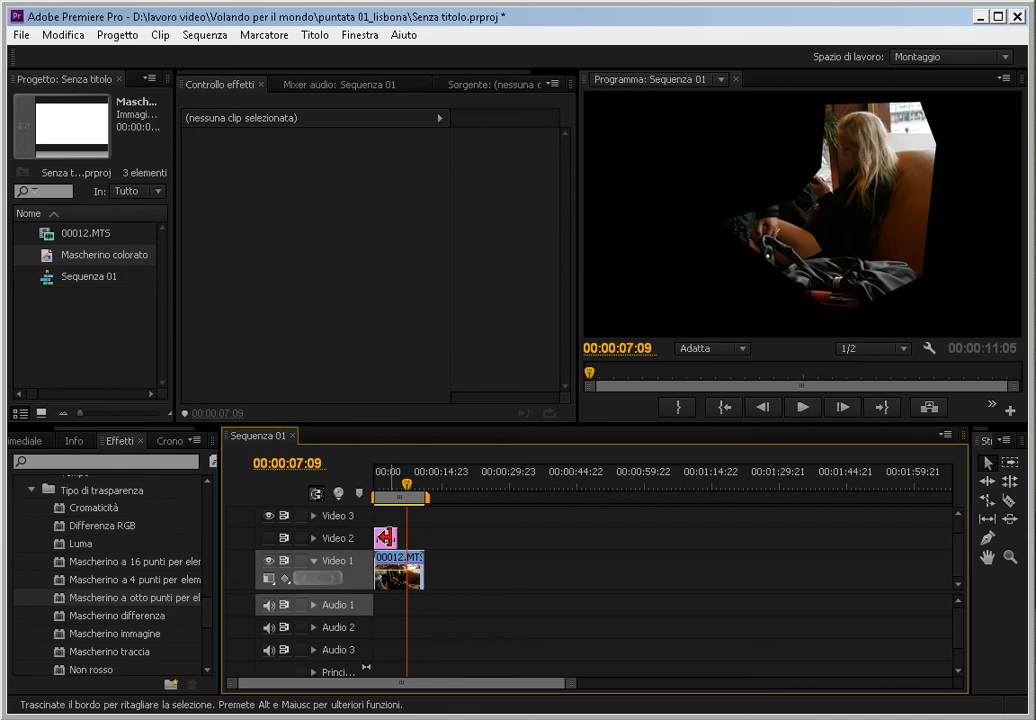 Adobe Premiere Pro - D:\lavoro video\Volando per il mondo\puntata 01_lisbona\Senza titolo.prproj *
File Modifica Progetto Clip Sequenza Marcatore Titolo Finestra Aiuto
Spazio di lavoro: Montaggio
Progetto: Senza titolo
Controllo effetti Mixer audio: Sequenza 01 Sorgente: (nessuna c
Programma: Sequenza 01
Masch...
Immagi...
00:00:0...
(nessuna clip selezionata)
Senza t...prproj 3 elementi
In: Tutto
Nome
00012.MTS
Mascherino colorato
Sequenza 01
00:00:07:09 Adatta 1/2 00:00:11:05
00:00:07:09
imediale Info Effetti Crono
Sequenza 01
Sti
00:00:07:09
00:00 00:00:14:23 00:00:29:23 00:00:44:22 00:00:59:22 00:01:14:22 00:01:29:21 00:01:44:21 00:01:59:21
Tipo di trasparenza
Cromaticità
Differenza RGB
Luma
Mascherino a 16 punti per eler
Mascherino a 4 punti per elem
Mascherino a otto punti per el
Mascherino differenza
Mascherino immagine
Mascherino traccia
Non rosso
Video 3
Video 2
Video 1
00012.MTS
Audio 1
Audio 2
Audio 3
Princi...
Trascinate il bordo per ritagliare la selezione. Premete Alt e Maiusc per ulteriori funzioni.